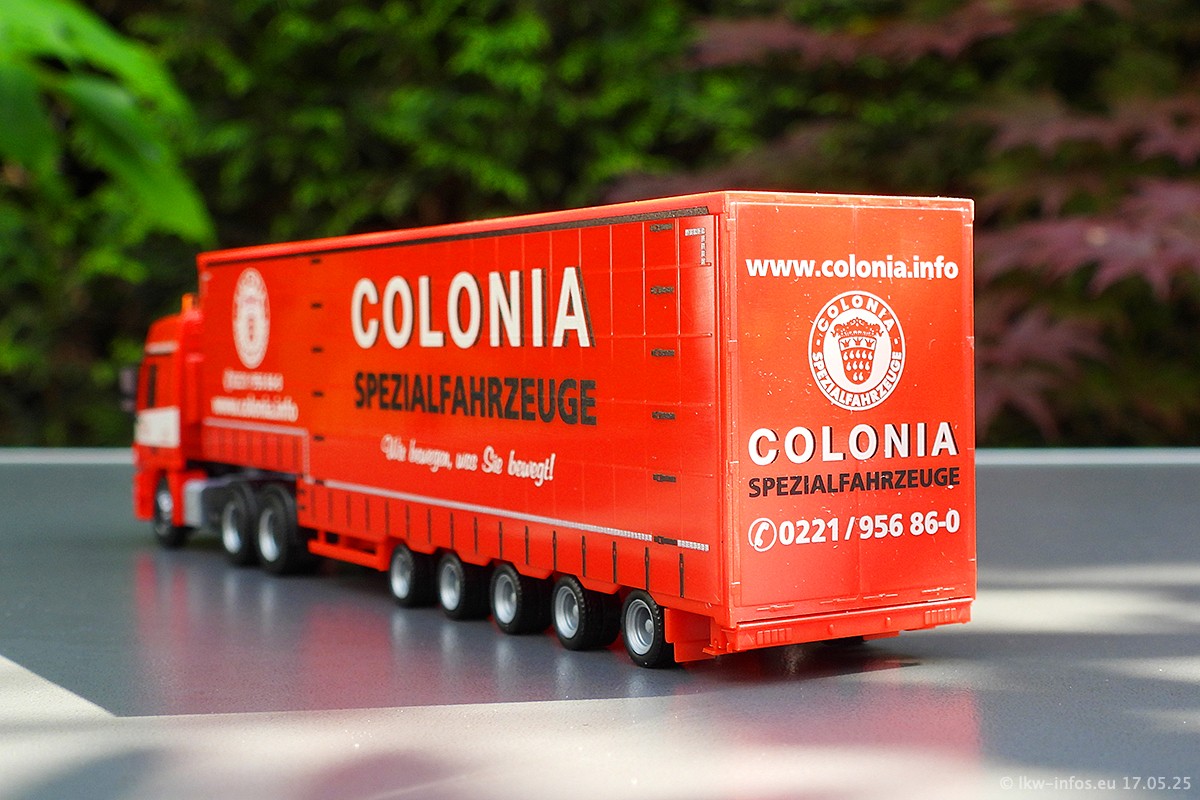 COLONIA
SPEZIALFAHRZEUGE
Wir bewegen, was Sie bewegt!
www.colonia.info
www.colonia.info
COLONIA
SPEZIALFAHRZEUGE
COLONIA
SPEZIALFAHRZEUGE
0221/956 86-0
© lkw-infos.eu 17.05.25